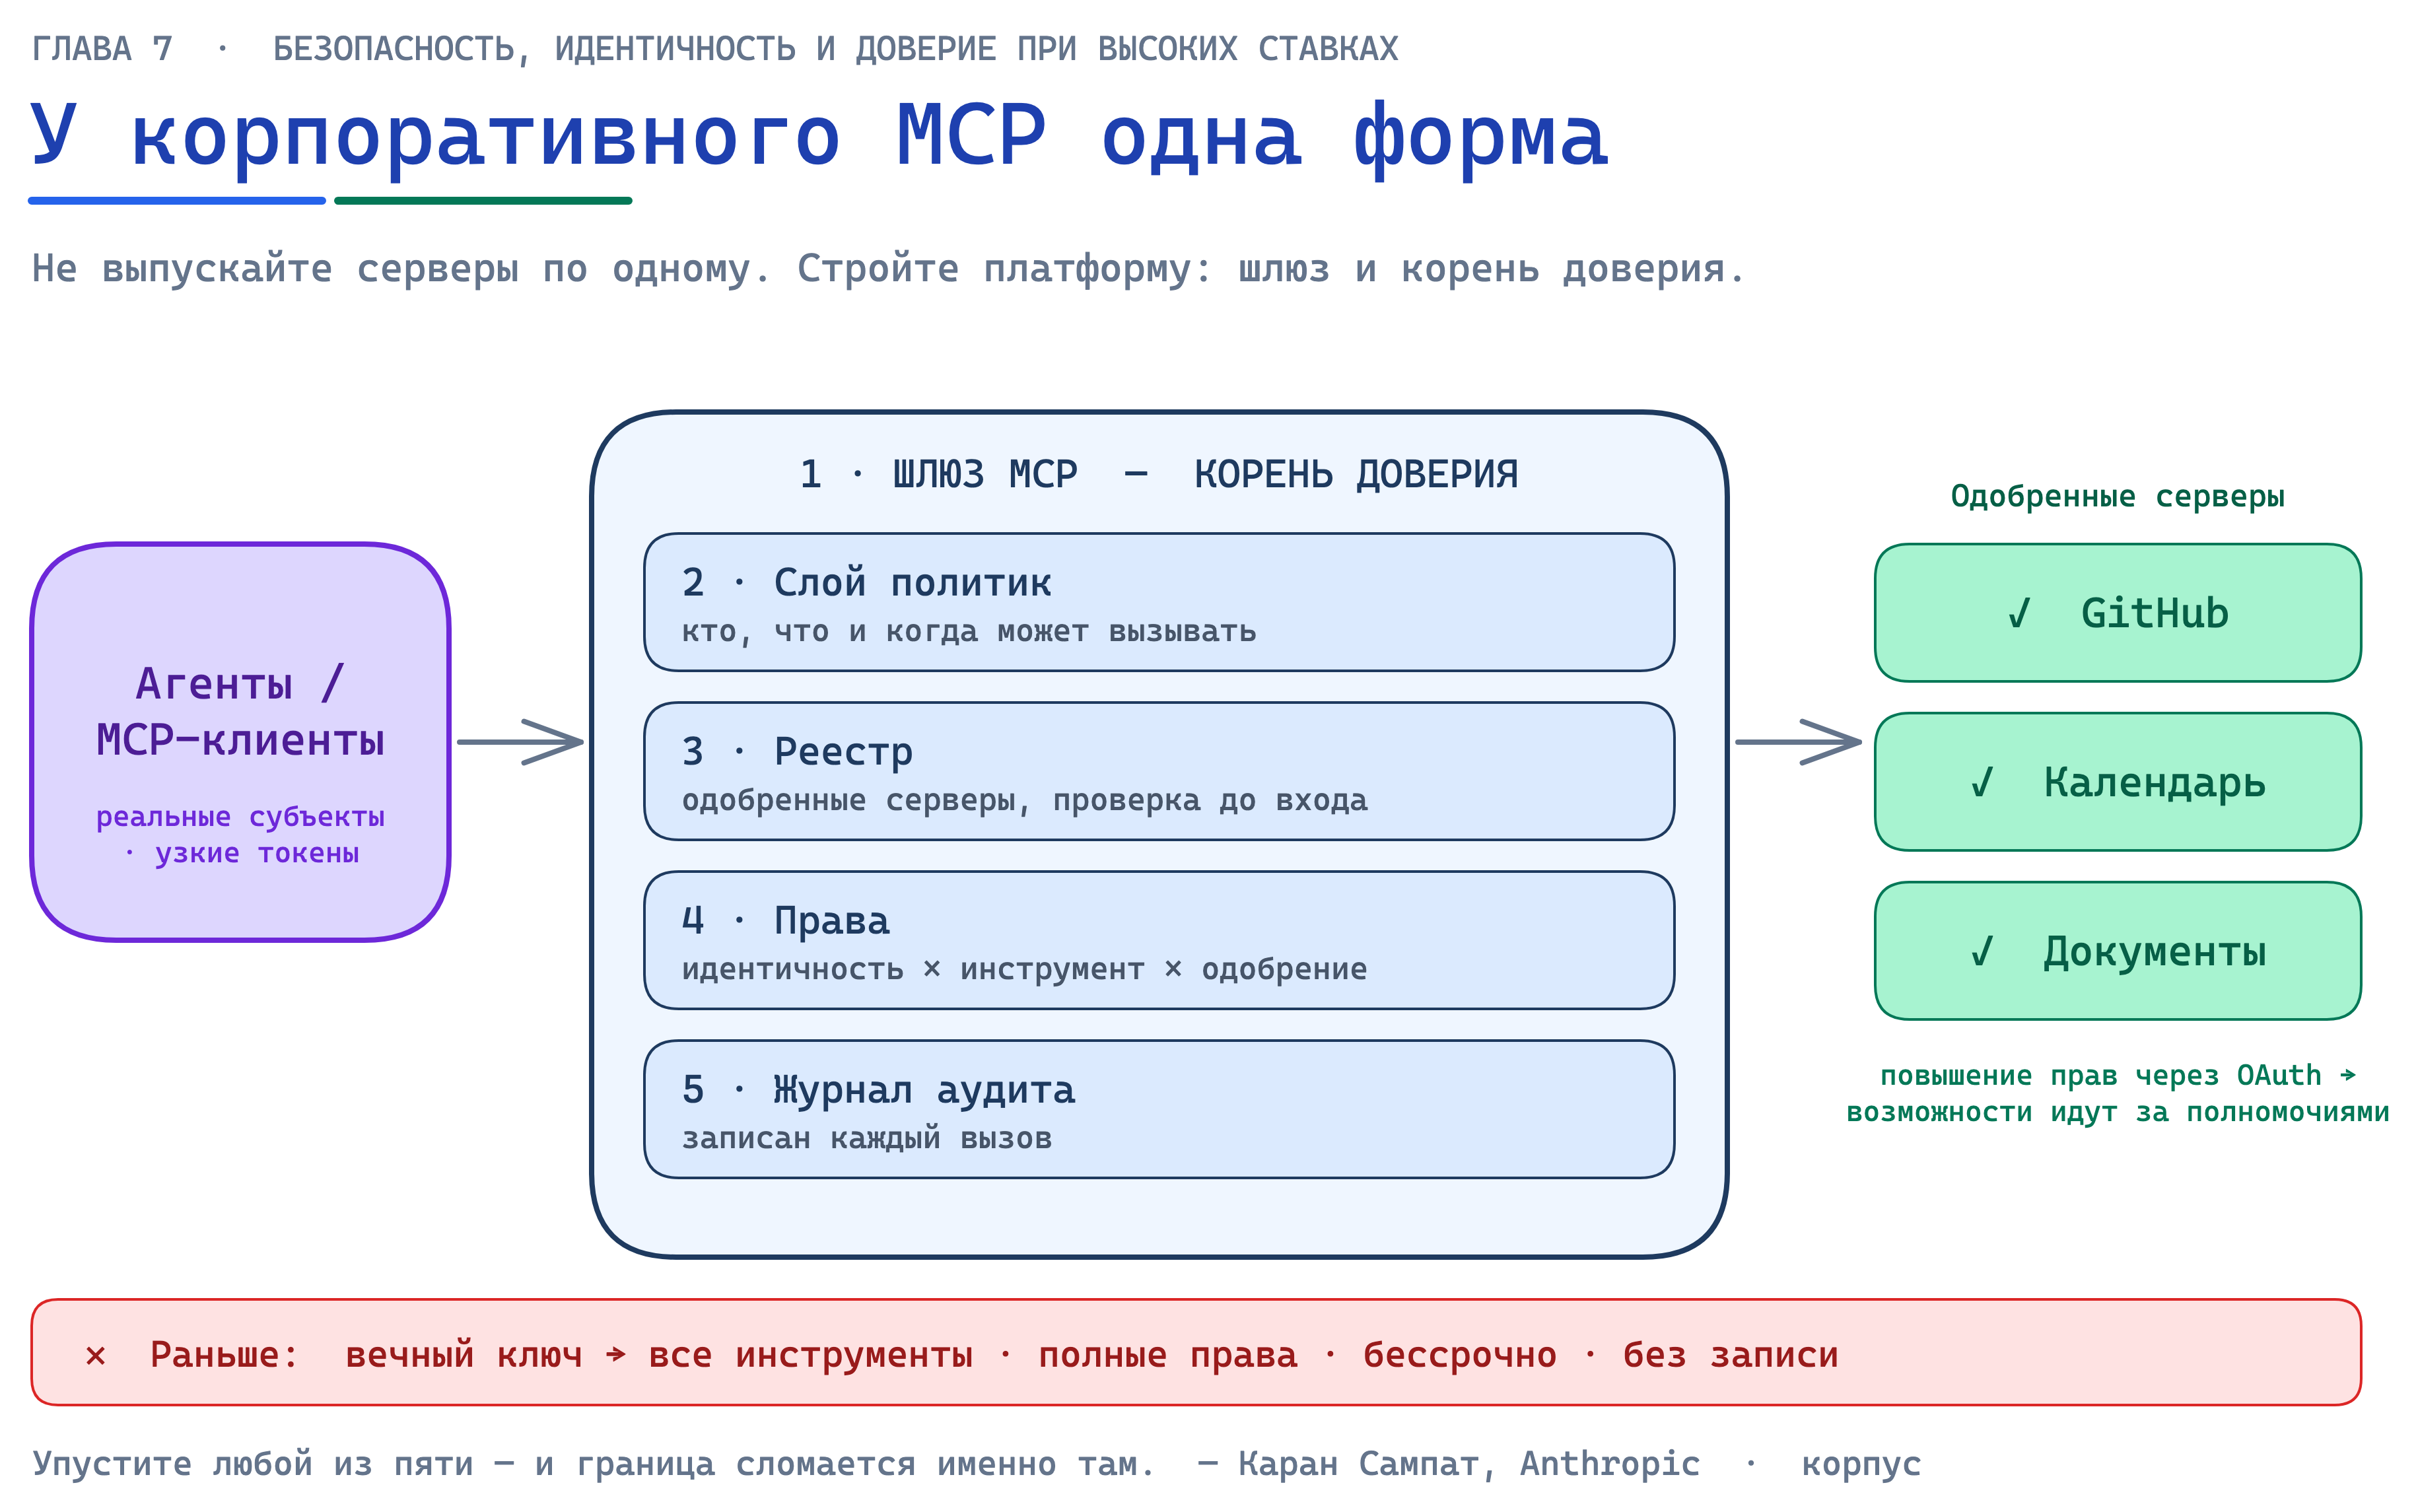 ГЛАВА 7 · БЕЗОПАСНОСТЬ, ИДЕНТИЧНОСТЬ И ДОВЕРИЕ ПРИ ВЫСОКИХ СТАВКАХ
У корпоративного MCP одна форма
Не выпускайте серверы по одному. Стройте платформу: шлюз и корень доверия.
Агенты /
MCP-клиенты
реальные субъекты
· узкие токены
1 · ШЛЮЗ MCP — КОРЕНЬ ДОВЕРИЯ
2 · Слой политик
кто, что и когда может вызывать
3 · Реестр
одобренные серверы, проверка до входа
4 · Права
идентичность × инструмент × одобрение
5 · Журнал аудита
записан каждый вызов
Одобренные серверы
✓ GitHub
✓ Календарь
✓ Документы
повышение прав через OAuth →
возможности идут за полномочиями
× Раньше: вечный ключ → все инструменты · полные права · бессрочно · без записи
Упустите любой из пяти — и граница сломается именно там. — Каран Сампат, Anthropic · корпус